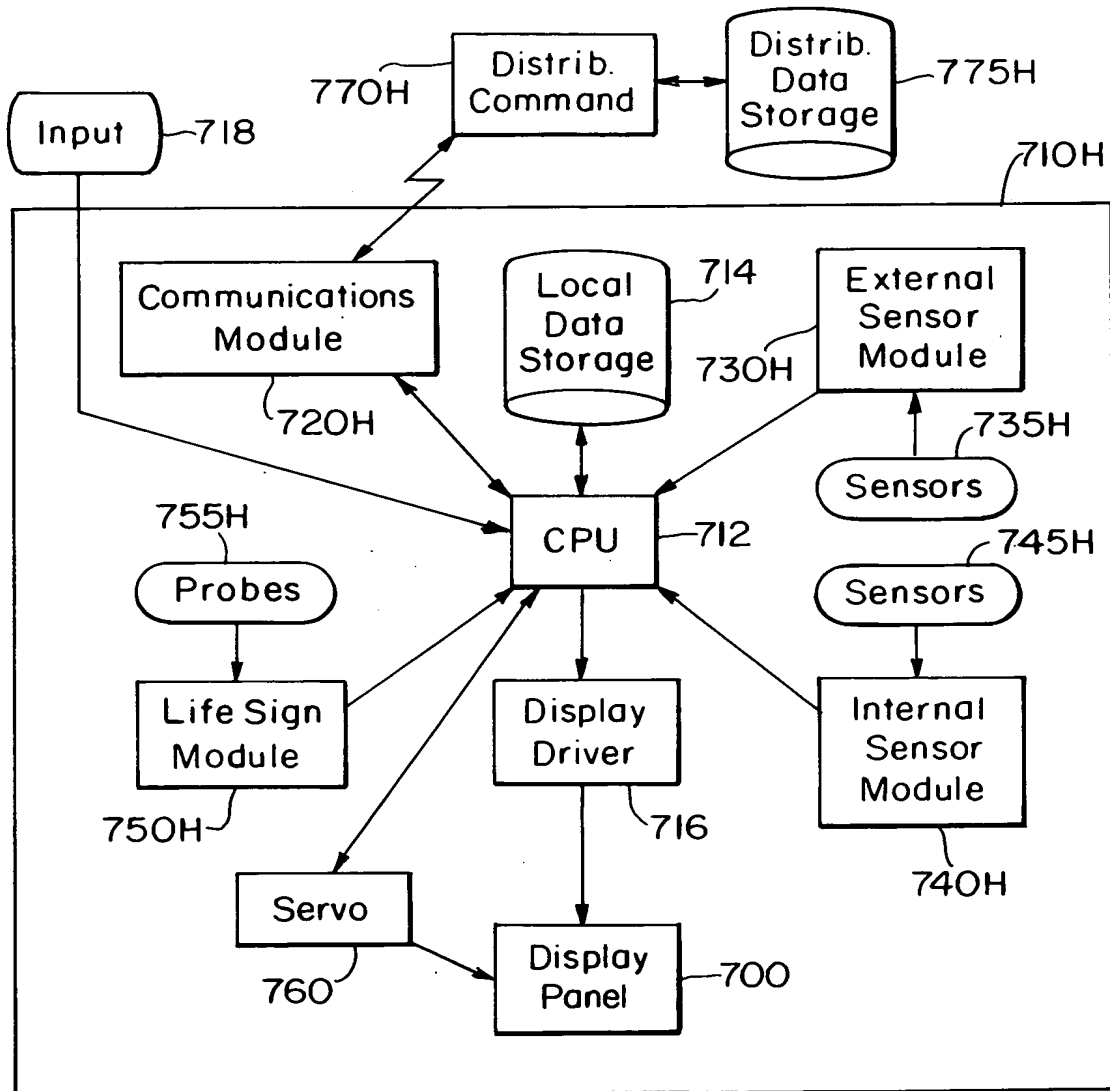 770H
Distrib.
Command
Distrib.
Data
Storage
775H
Input
718
710H
Communications
Module
720H
Local
Data
Storage
714
External
Sensor
Module
730H
735H
Sensors
CPU
712
755H
Probes
745H
Sensors
Life Sign
Module
750H
Display
Driver
716
Internal
Sensor
Module
740H
Servo
760
Display
Panel
700